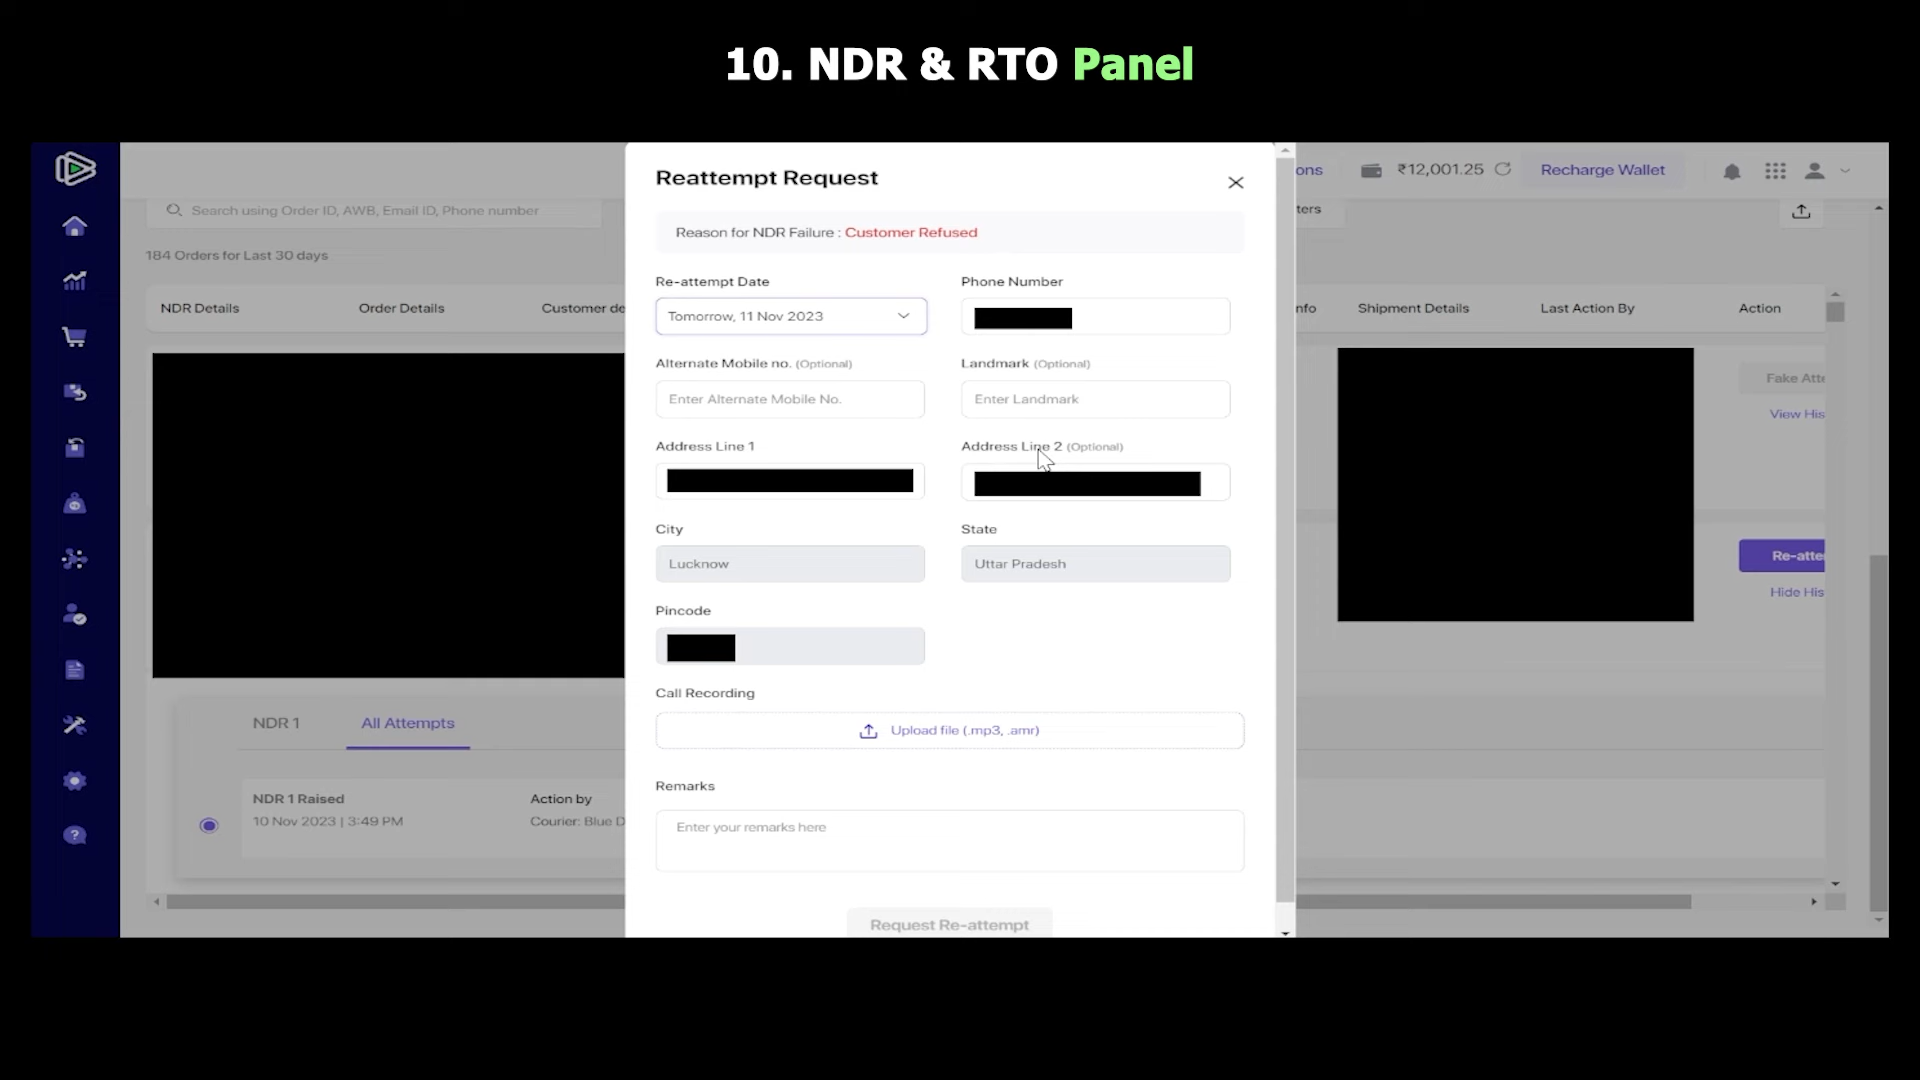 10. NDR & RTO Panel
Reattempt Request
ons
₹12,001.25
Recharge Wallet
Search using Order ID, AWB, Email ID, Phone number
ters
Reason for NDR Failure : Customer Refused
184 Orders for Last 30 days
Re-attempt Date
Phone Number
NDR Details
Order Details
Customer de
Tomorrow, 11 Nov 2023
nfo
Shipment Details
Last Action By
Action
Alternate Mobile no. (Optional)
Landmark (Optional)
Enter Alternate Mobile No.
Enter Landmark
Fake Atte
View His
Address Line 1
Address Line 2 (Optional)
City
State
Lucknow
Uttar Pradesh
Re-atte
Hide His
Pincode
Call Recording
Upload file (.mp3, .amr)
NDR 1
All Attempts
Remarks
Enter your remarks here
NDR 1 Raised
10 Nov 2023 | 3:49 PM
Action by
Courier: Blue D
Request Re-attempt